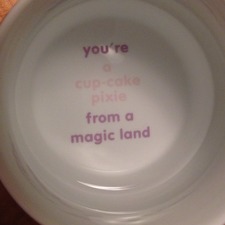 you're
a
cup-cake
pixie
from a
magic land